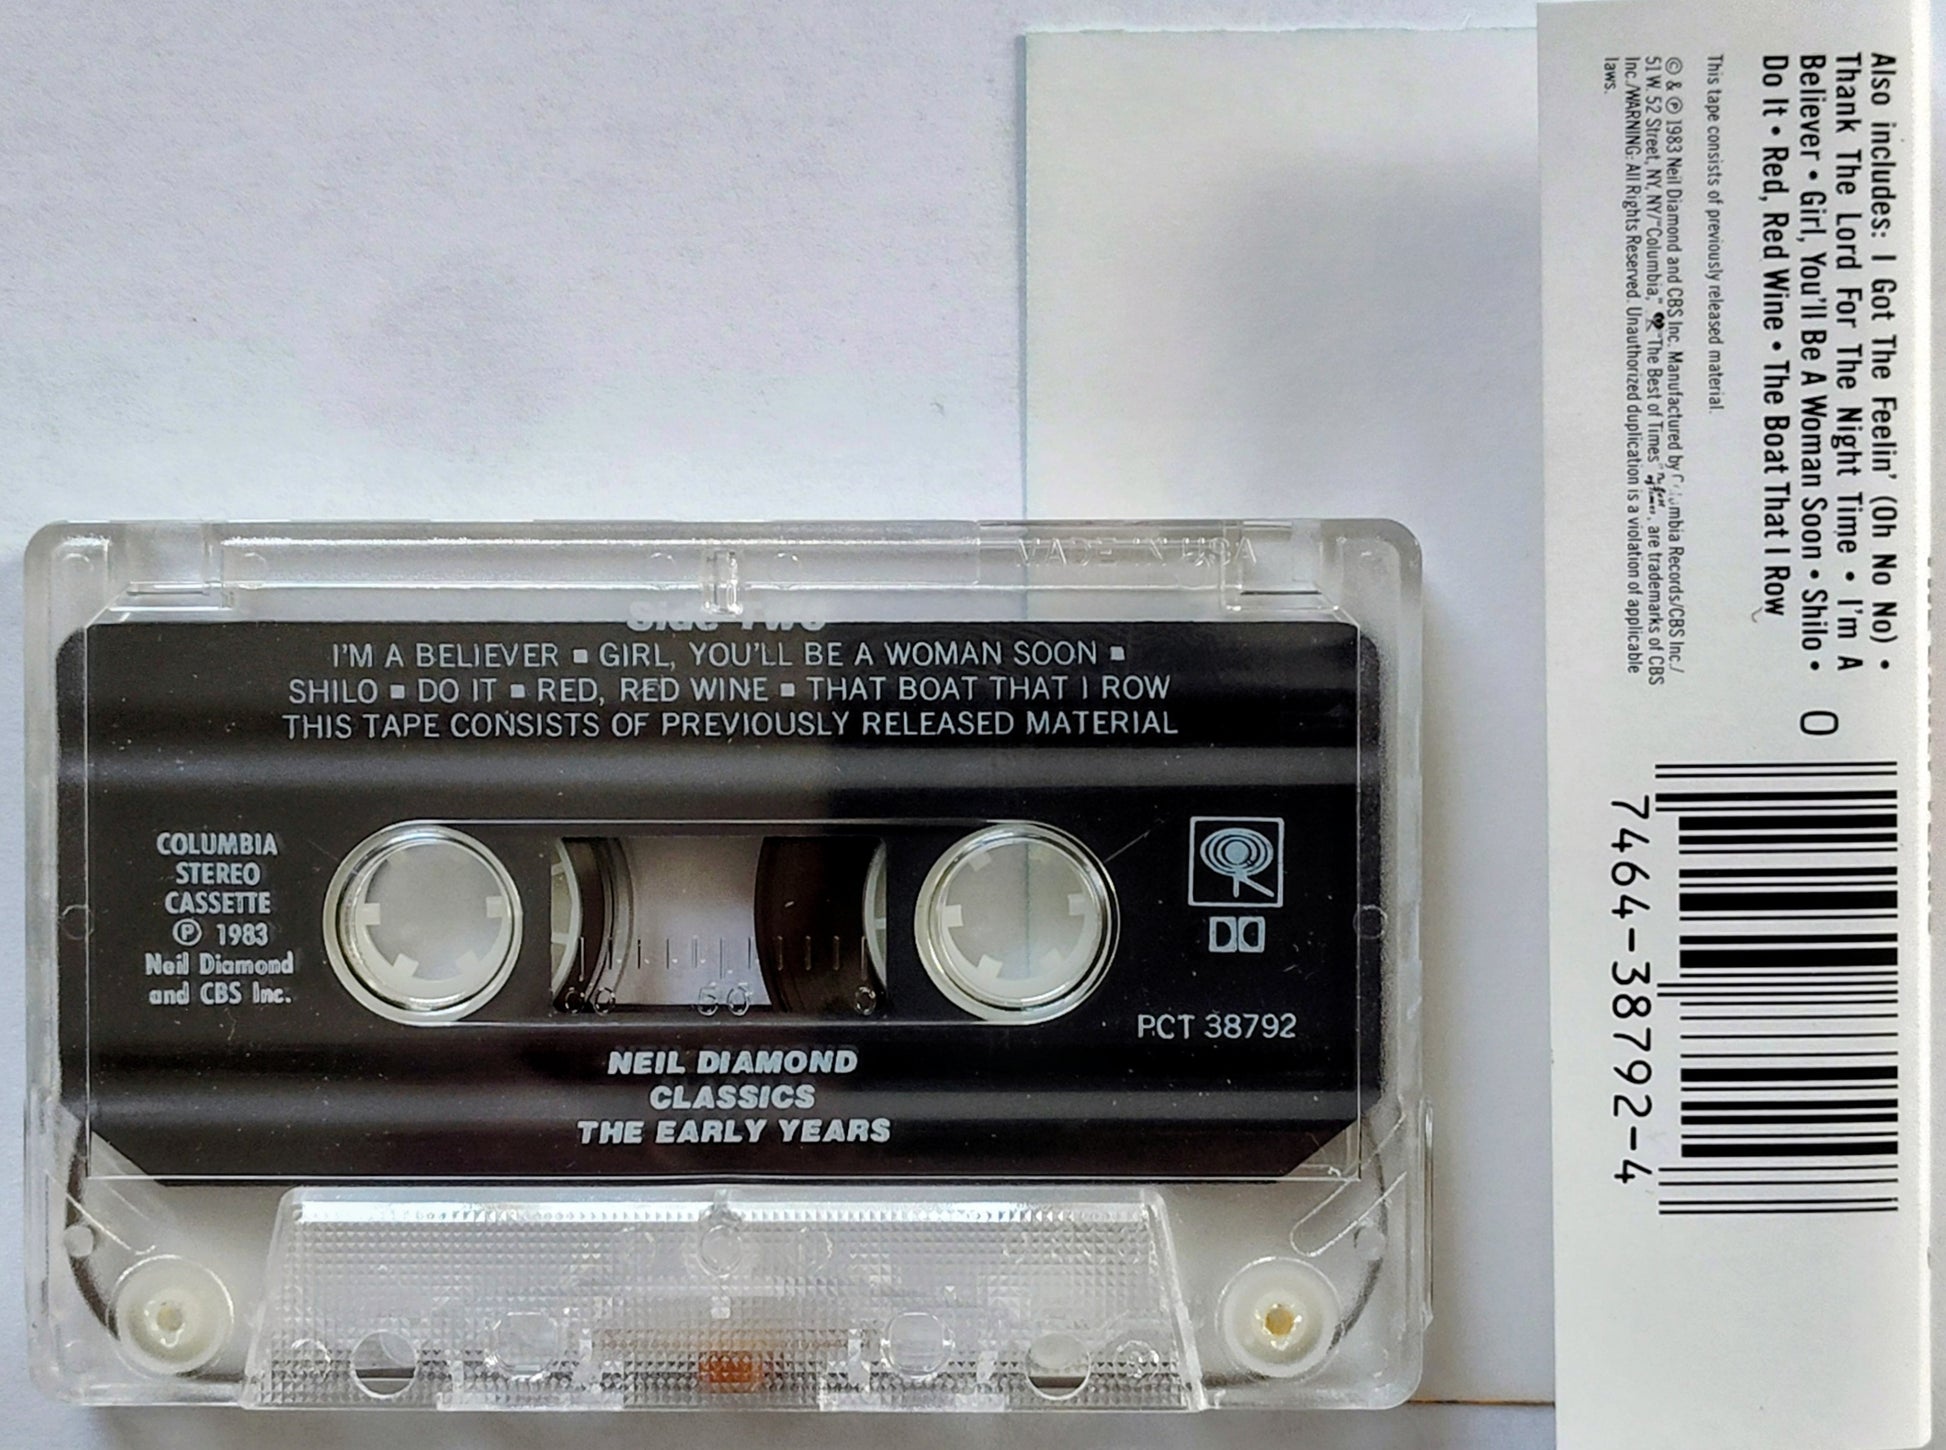 MADE IN USA
Side Two
I'M A BELIEVER ▪ GIRL, YOU'LL BE A WOMAN SOON ▪
SHILO ▪ DO IT ▪ RED, RED WINE ▪ THAT BOAT THAT I ROW
THIS TAPE CONSISTS OF PREVIOUSLY RELEASED MATERIAL
COLUMBIA
STEREO
CASSETTE
℗ 1983
Neil Diamond
and CBS Inc.
50
0
PCT 38792
NEIL DIAMOND
CLASSICS
THE EARLY YEARS
Also includes: I Got The Feelin' (Oh No No) •
Thank The Lord For The Night Time • I'm A
Believer • Girl, You'll Be A Woman Soon • Shilo •
Do It • Red, Red Wine • The Boat That I Row
This tape consists of previously released material.
© & ℗ 1983 Neil Diamond and CBS Inc. Manufactured by Columbia Records/CBS Inc./
51 W. 52 Street, NY, NY/"Columbia," "The Best of Times" are trademarks of CBS
Inc./WARNING: All Rights Reserved. Unauthorized duplication is a violation of applicable
laws.
0
7464-38792-4